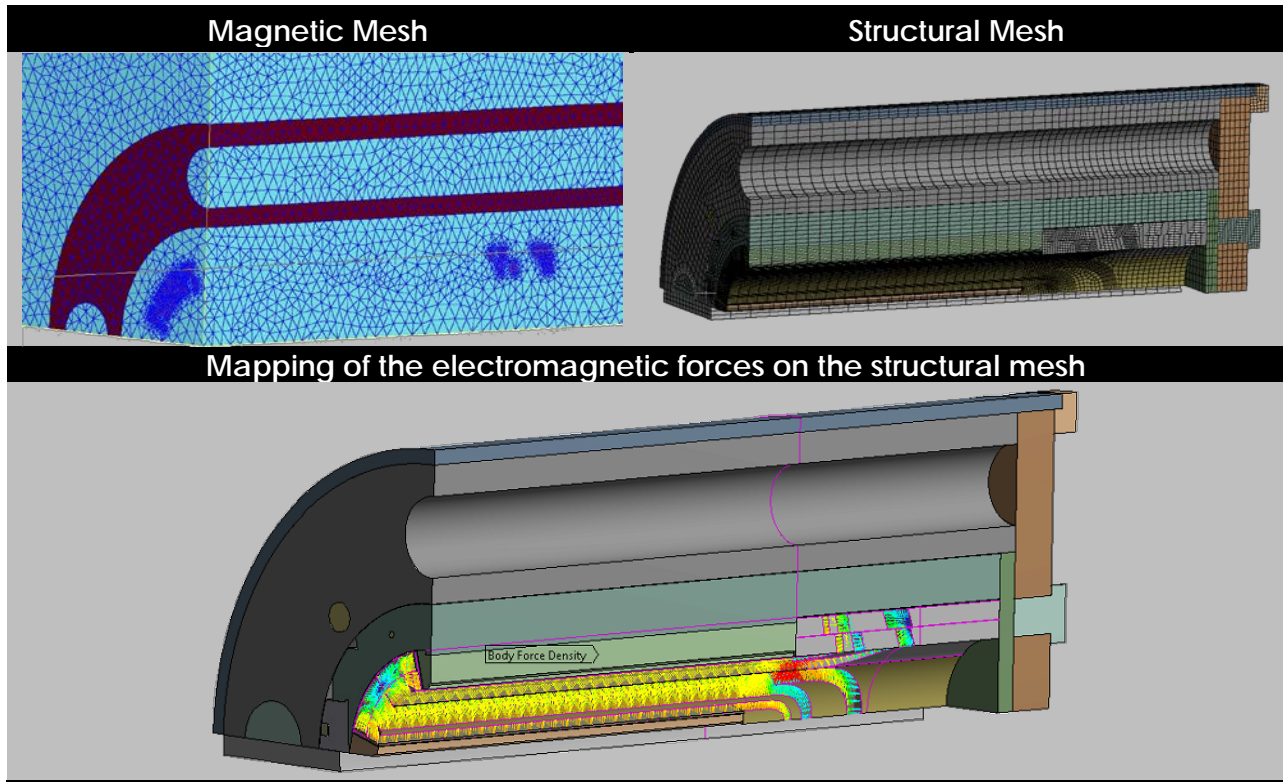 Magnetic Mesh
Structural Mesh
Mapping of the electromagnetic forces on the structural mesh
Body Force Density